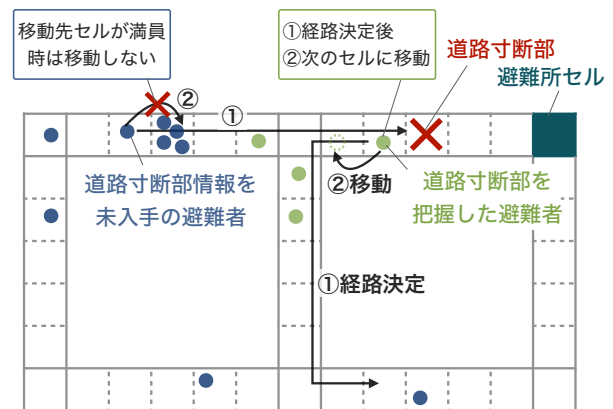 移動先セルが満員
時は移動しない
①経路決定後
②次のセルに移動
道路寸断部
避難所セル
②
①
②移動
道路寸断部情報を
未入手の避難者
道路寸断部を
把握した避難者
①経路決定